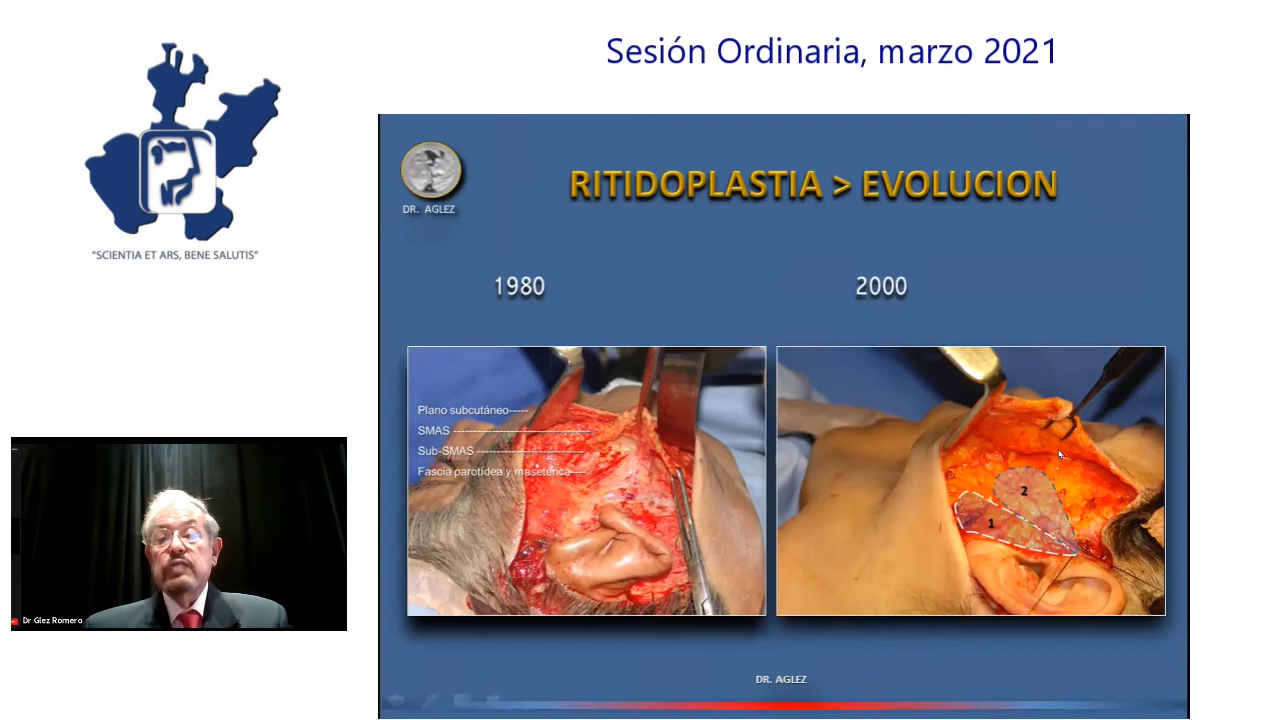 Sesión Ordinaria, marzo 2021
"SCIENTIA ET ARS, BENE SALUTIS"
DR. AGLEZ
RITIDOPLASTIA > EVOLUCION
1980
2000
Plano subcutáneo-----
SMAS ----------------------------------
Sub-SMAS --------------------------
Fascia parotídea y masetérica----
1
2
Dr Glez Romero
DR. AGLEZ